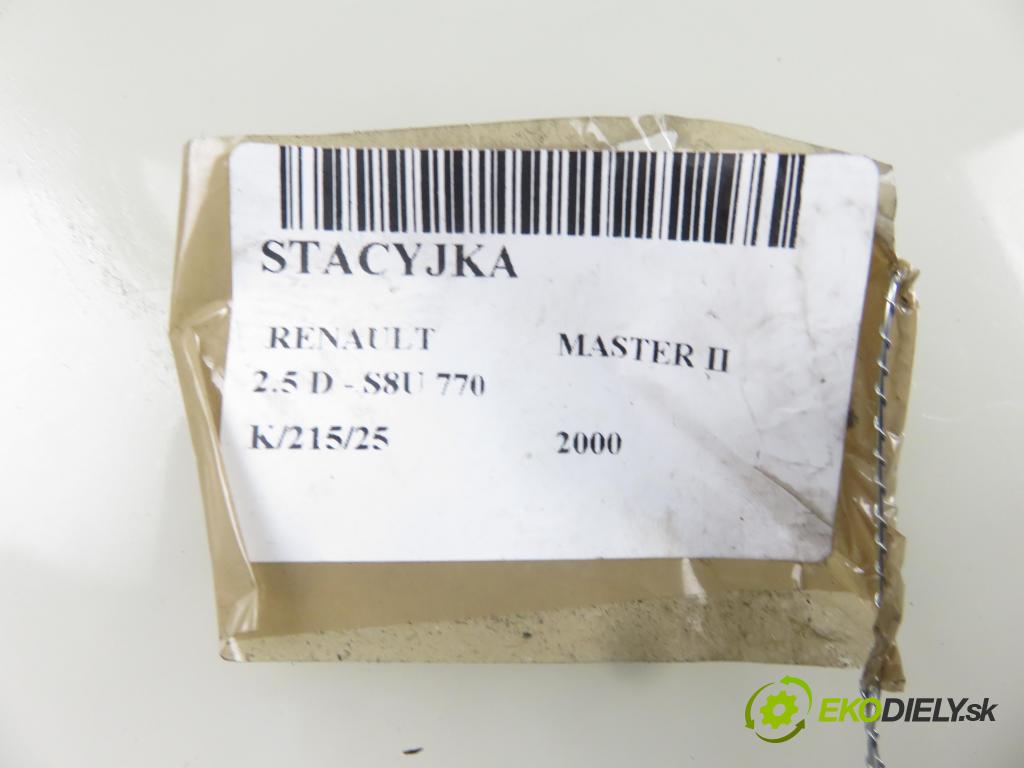 STACYJKA
RENAULT MASTER II
2.5 D - S8U 770
K/215/25 2000
EKODIELY.sk